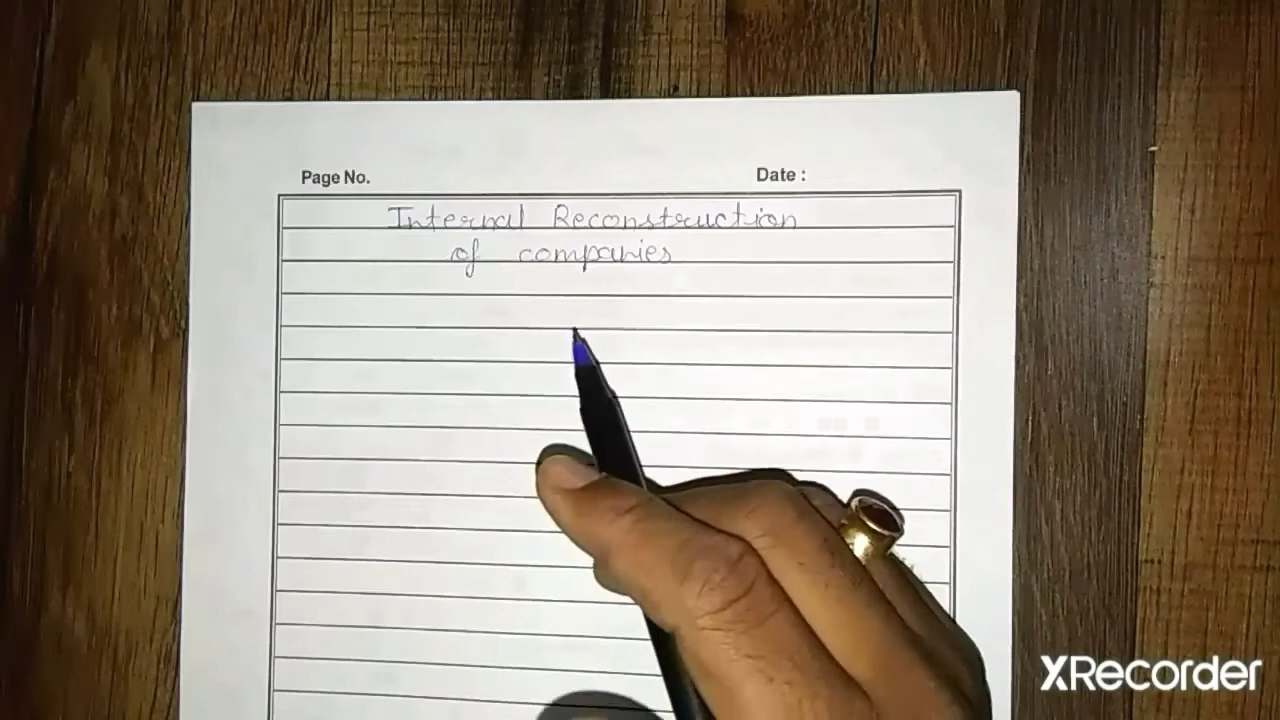 Page No. Date :
Internal Reconstruction
of companies
XRecorder